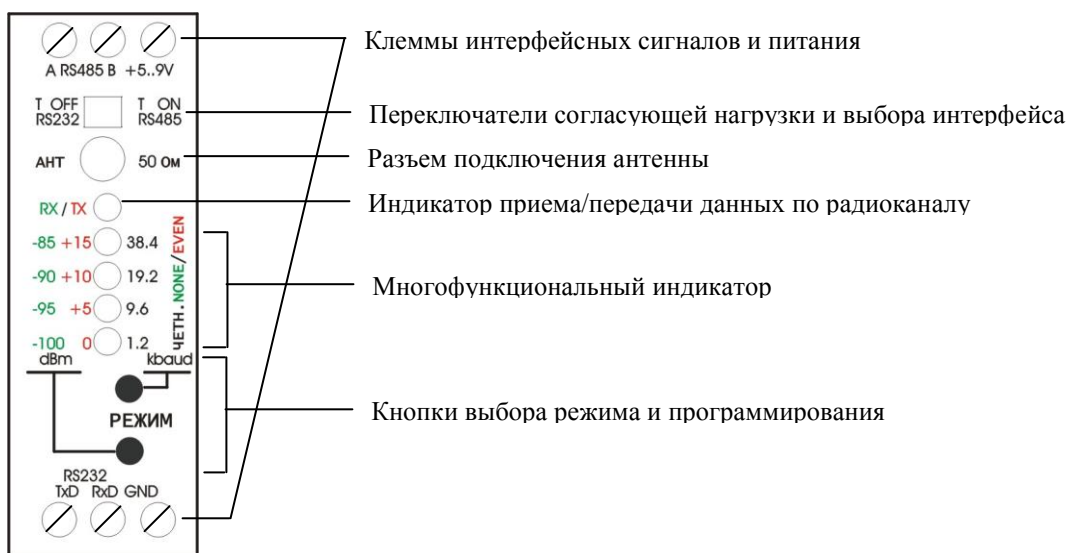 Клеммы интерфейсных сигналов и питания
A RS485 B +5..9V
T OFF T ON
RS232 RS485
Переключатели согласующей нагрузки и выбора интерфейса
АНТ 50 Ом
Разъем подключения антенны
RX / TX
Индикатор приема/передачи данных по радиоканалу
-85 +15 38.4
-90 +10 19.2
-95 +5 9.6
-100 0 1.2
ЧЕТН. NONE/EVEN
Многофункциональный индикатор
dBm kbaud
РЕЖИМ
Кнопки выбора режима и программирования
RS232
TxD RxD GND